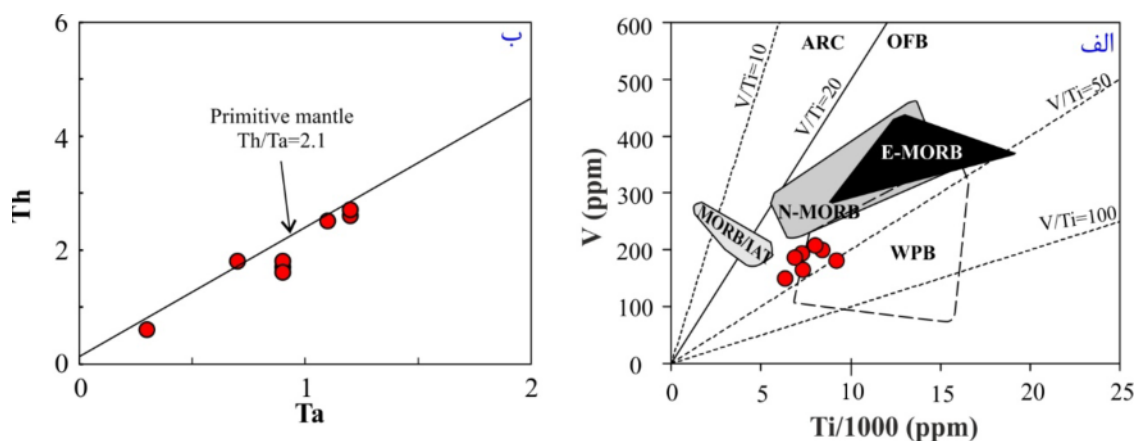 ب
6
4
2
0
Th
Primitive mantle
Th/Ta=2.1
0
1
2
Ta
الف
600
500
400
300
200
100
0
V (ppm)
ARC
OFB
V/Ti=10
V/Ti=20
V/Ti=50
V/Ti=100
E-MORB
N-MORB
MORB/IAT
WPB
0
5
10
15
20
25
Ti/1000 (ppm)